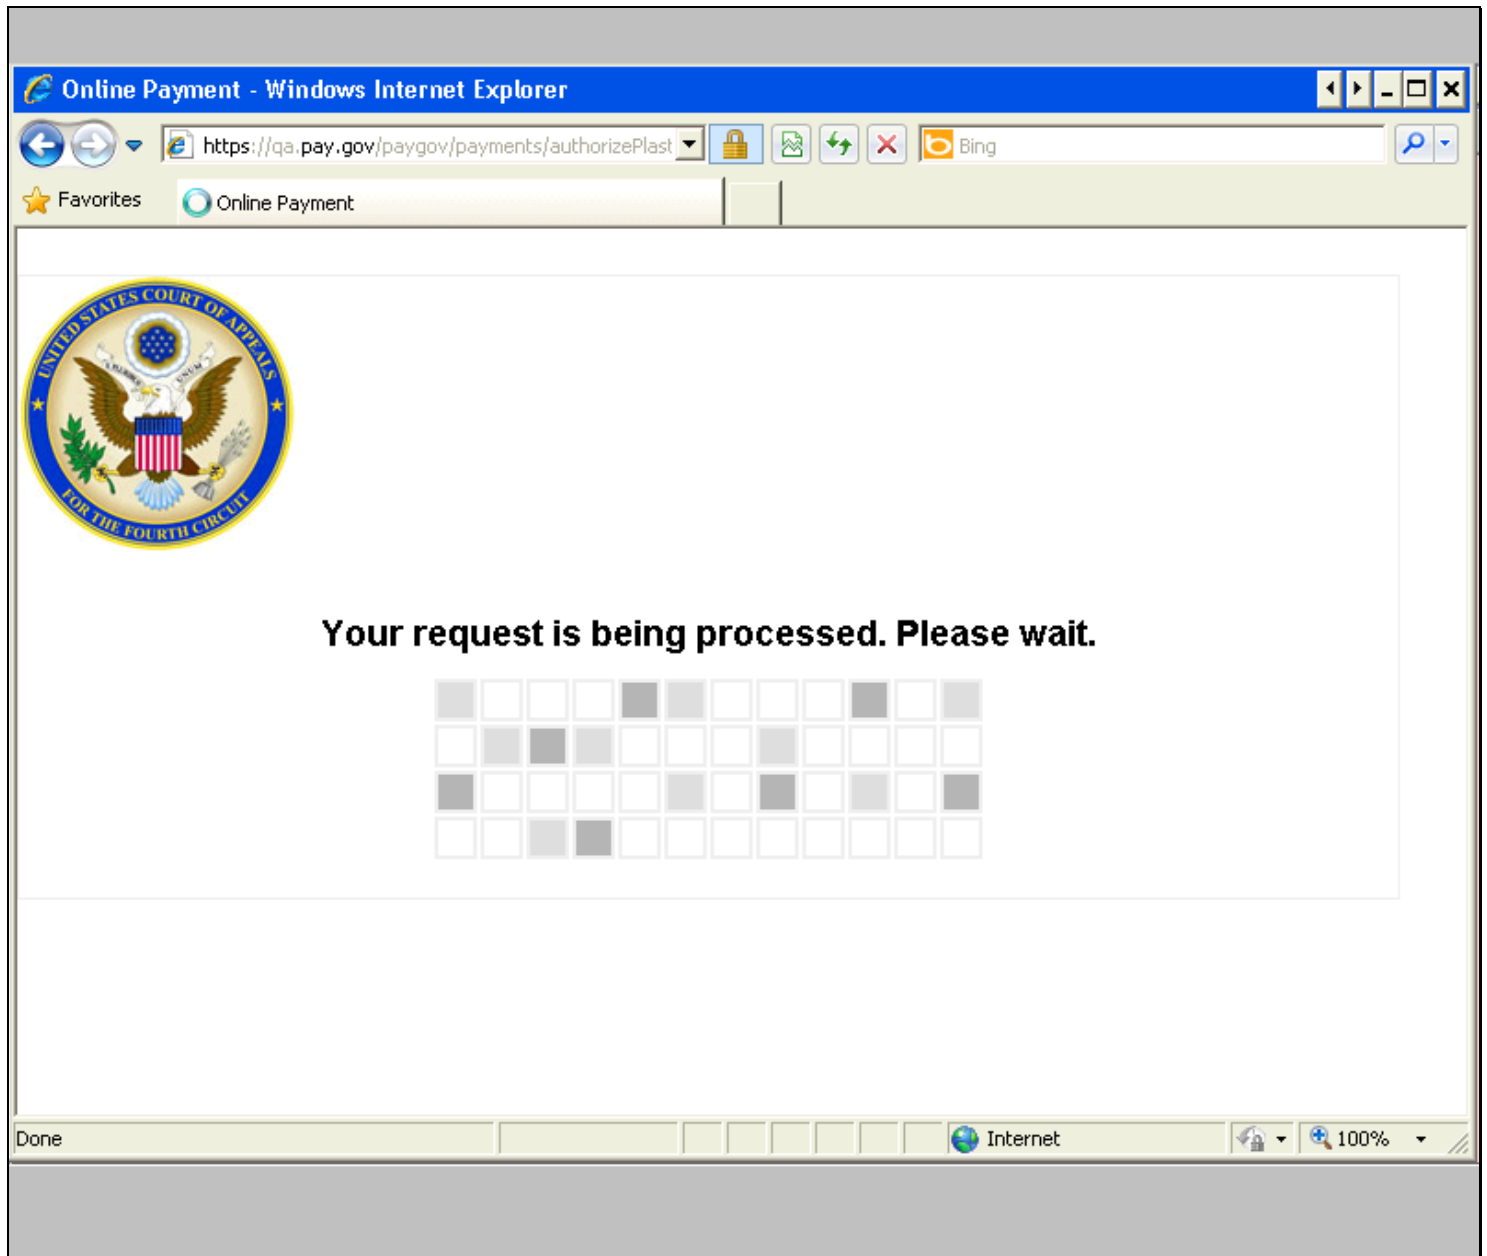 Online Payment - Windows Internet Explorer
https://qa.pay.gov/paygov/payments/authorizePlast
Bing
Favorites
Online Payment
UNITED STATES COURT OF APPEALS
UNUM
FOR THE FOURTH CIRCUIT
Your request is being processed. Please wait.
Done
Internet
100%